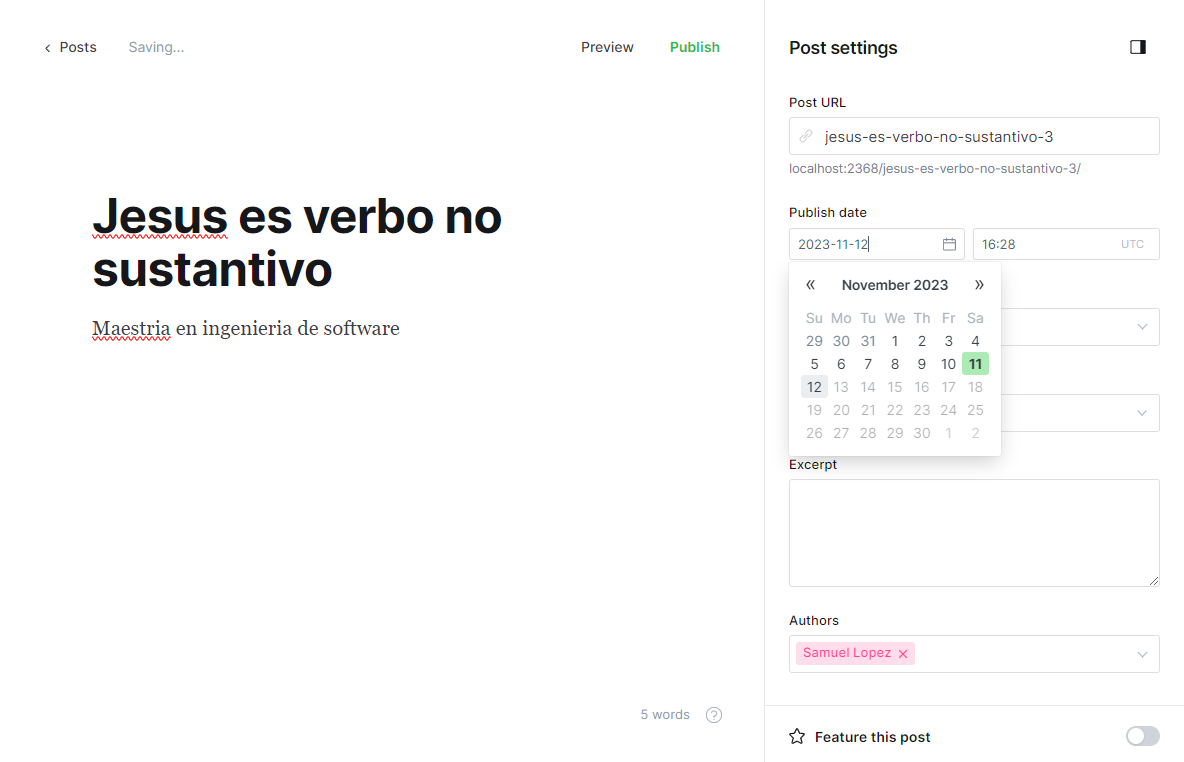 Posts Saving... Preview Publish
Jesus es verbo no
sustantivo
Maestria en ingenieria de software
5 words
Post settings
Post URL
jesus-es-verbo-no-sustantivo-3
localhost:2368/jesus-es-verbo-no-sustantivo-3/
Publish date
2023-11-12 16:28 UTC
« November 2023 »
Su Mo Tu We Th Fr Sa
29 30 31 1 2 3 4
5 6 7 8 9 10 11
12 13 14 15 16 17 18
19 20 21 22 23 24 25
26 27 28 29 30 1 2
Excerpt
Authors
Samuel Lopez ×
Feature this post